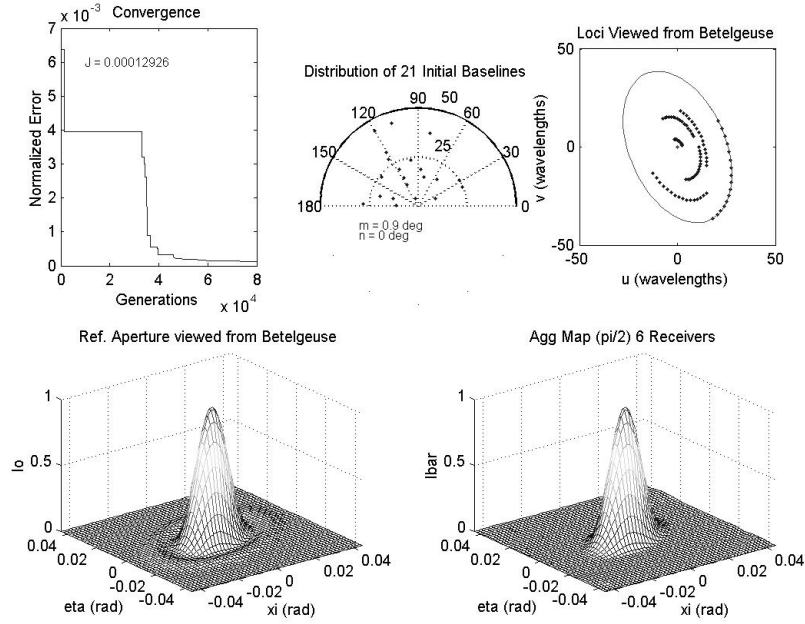 Convergence
x 10^-3
7
6
5
4
3
2
1
0
Normalized Error
J = 0.00012926
0 2 4 6 8
Generations
x 10^4
Distribution of 21 Initial Baselines
90 50
120 60
25
150 30
180 0
m = 0.9 deg
n = 0 deg
Loci Viewed from Betelgeuse
50
0
-50
v (wavelengths)
-50 0 50
u (wavelengths)
Ref. Aperture viewed from Betelgeuse
1
0.5
0
Io
0.04
0.02
0
-0.02
-0.04
eta (rad)
-0.04
-0.02
0
0.02
0.04
xi (rad)
Agg Map (pi/2) 6 Receivers
1
0.5
0
Ibar
0.04
0.02
0
-0.02
-0.04
eta (rad)
-0.04
-0.02
0
0.02
0.04
xi (rad)